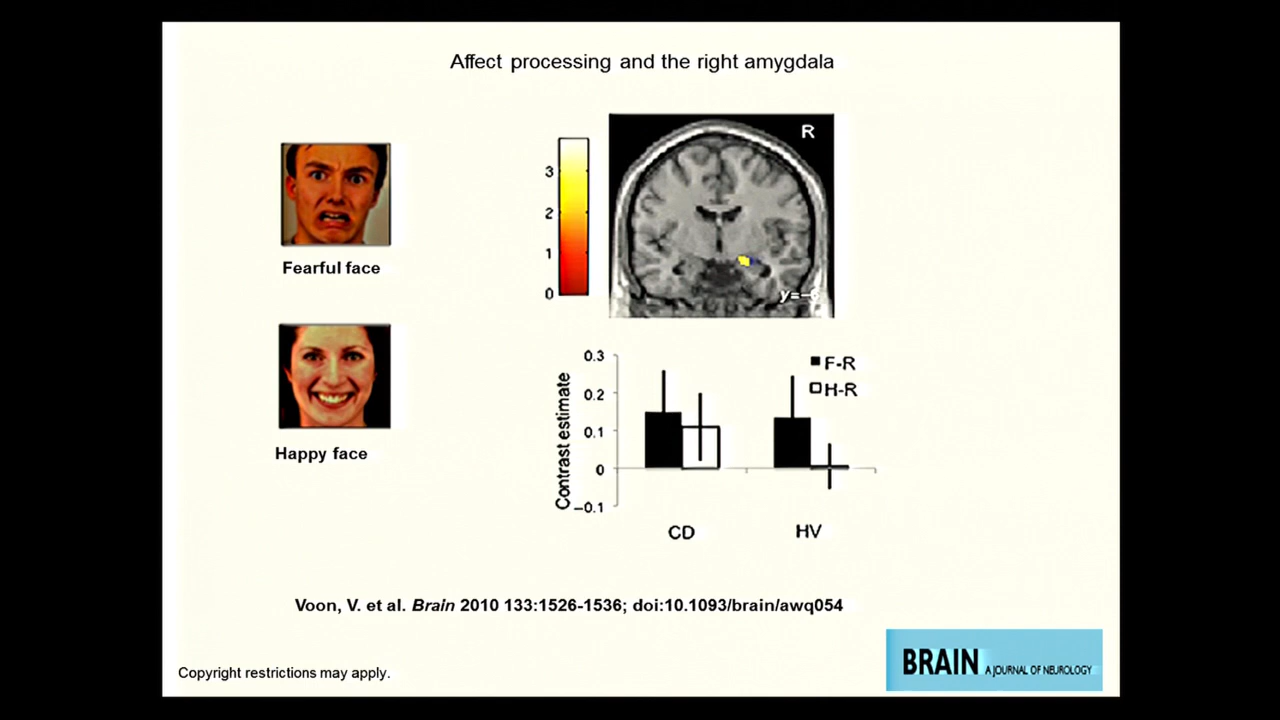 Affect processing and the right amygdala
R
3
2
1
0
Fearful face
Happy face
0.3
0.2
0.1
0
−0.1
Contrast estimate
F-R
H-R
CD
HV
Voon, V. et al. Brain 2010 133:1526-1536; doi:10.1093/brain/awq054
Copyright restrictions may apply.
BRAIN A JOURNAL OF NEUROLOGY